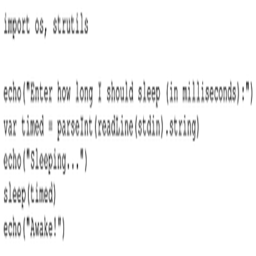 import os, strutils
echo("Enter how long I should sleep (in milliseconds):")
var timed = parseInt(readLine(stdin).string)
echo("Sleeping...")
sleep(timed)
echo("Awake!")